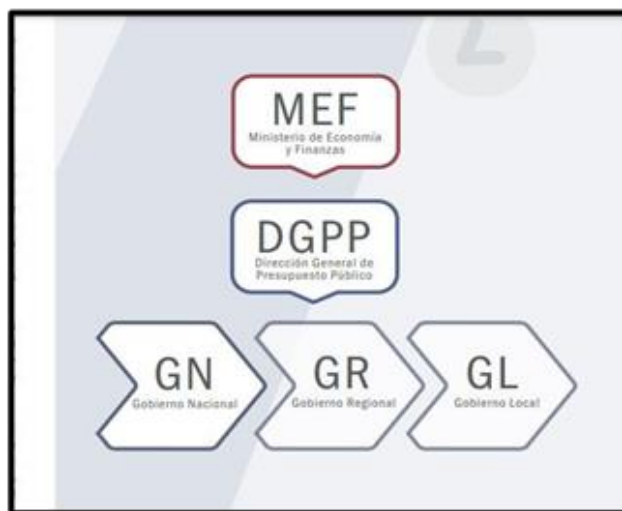 MEF
Ministerio de Economía
y Finanzas
DGPP
Dirección General de
Presupuesto Público
GN
Gobierno Nacional
GR
Gobierno Regional
GL
Gobierno Local